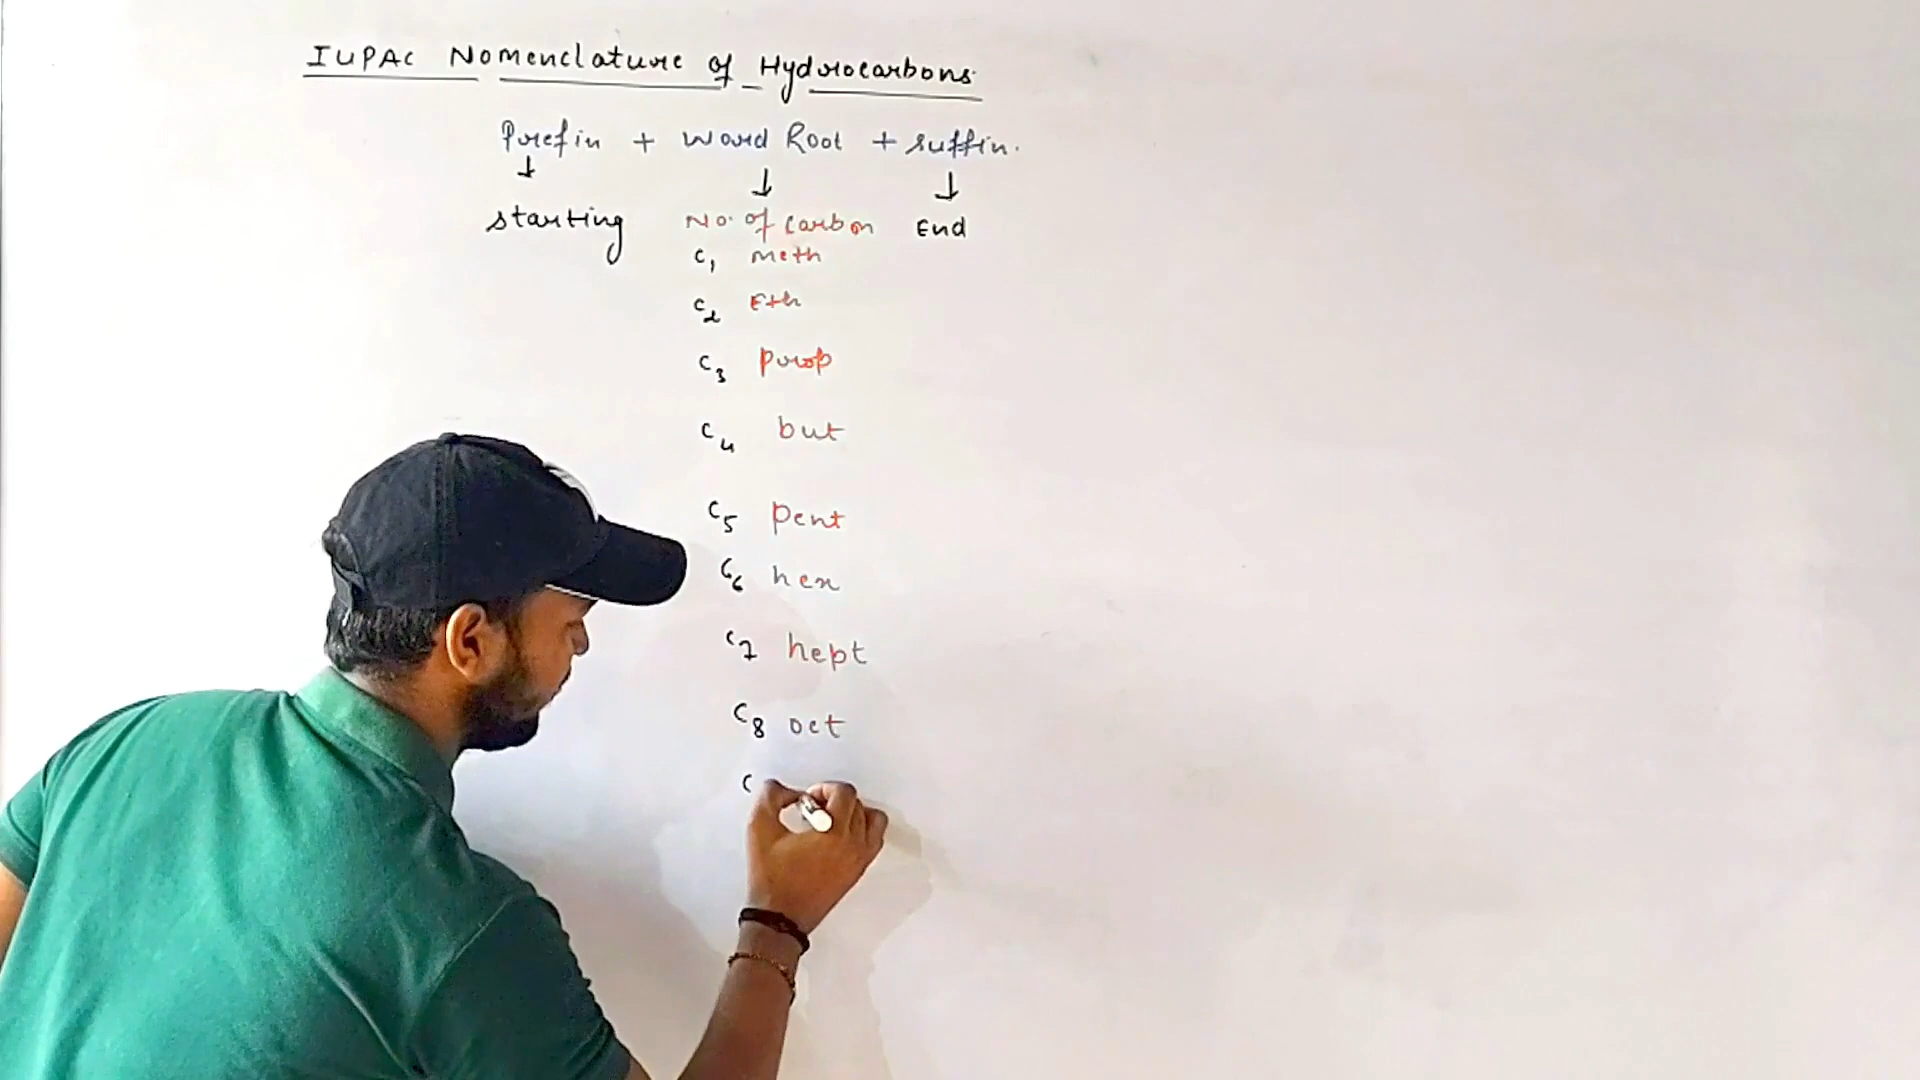 IUPAC Nomenclature of Hydrocarbons
Prefix + Word Root + suffix.
↓ ↓ ↓
starting No. of carbon End
C1 meth
C2 Eth
C3 prop
C4 but
C5 pent
C6 hex
C7 hept
C8 oct
C